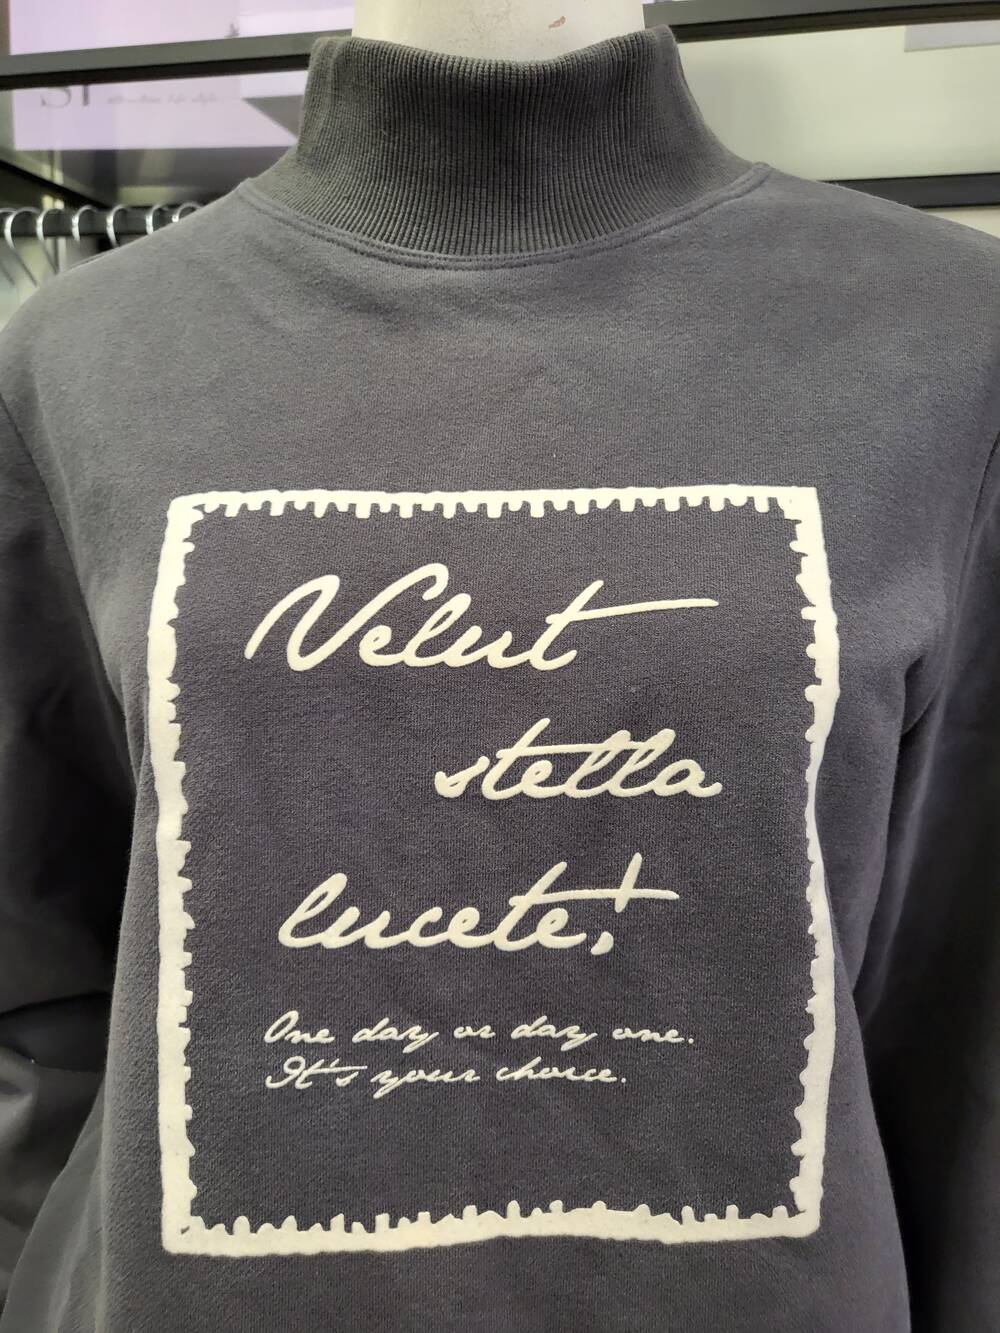 Velut
stella
lucete,+
One day or day one.
It's your choice.